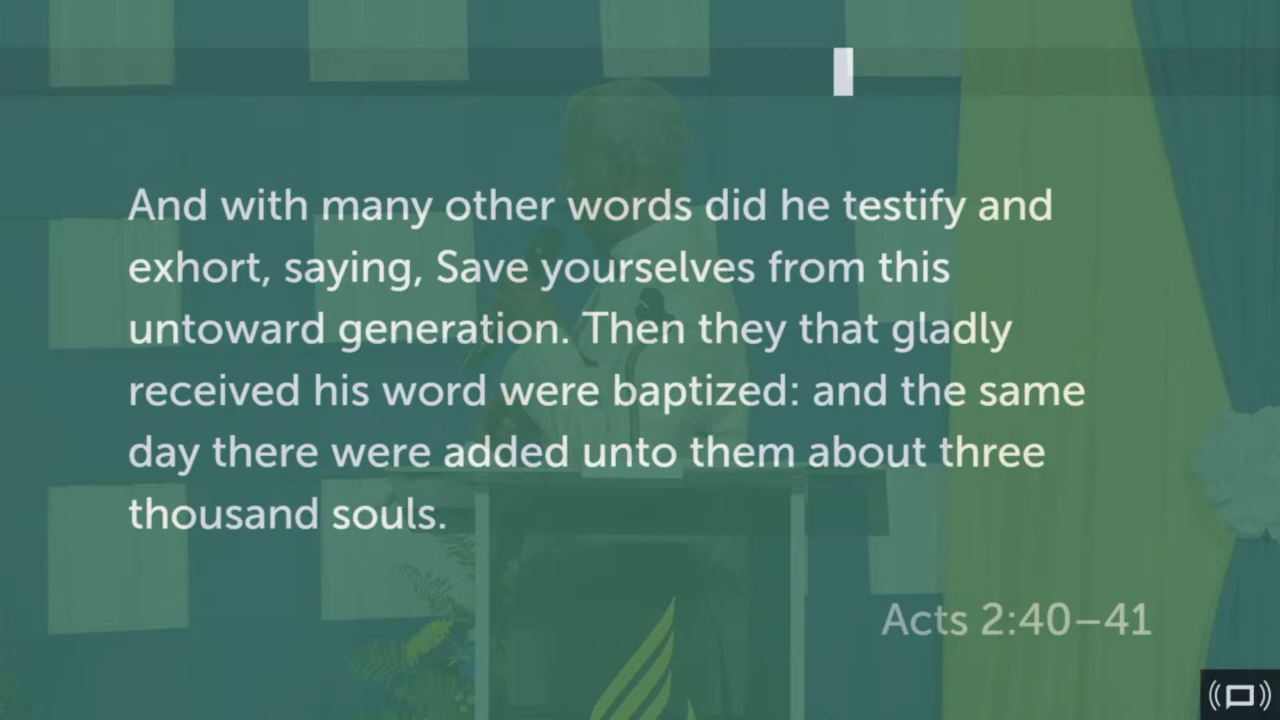 And with many other words did he testify and
exhort, saying, Save yourselves from this
untoward generation. Then they that gladly
received his word were baptized: and the same
day there were added unto them about three
thousand souls.
Acts 2:40–41